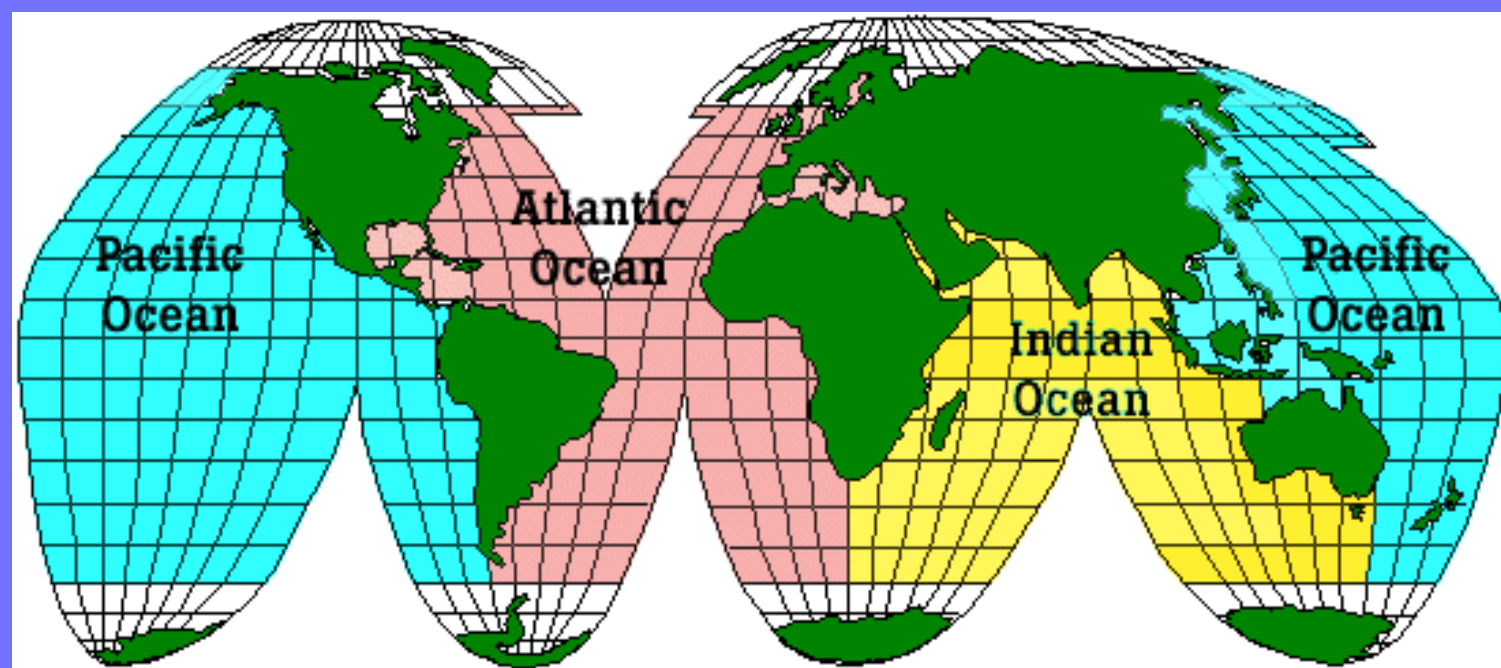 Pacific
Ocean
Atlantic
Ocean
Indian
Ocean
Pacific
Ocean